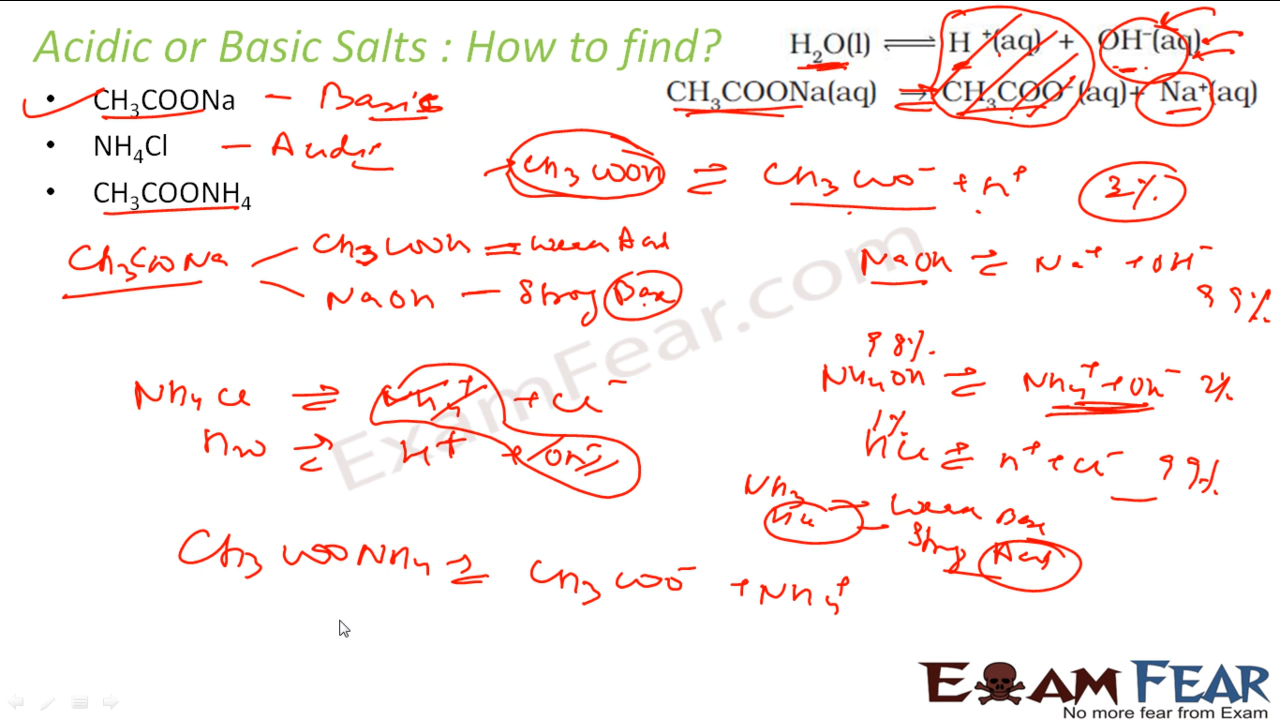 Acidic or Basic Salts : How to find?
H₂O(l) ⇌ H⁺(aq) + OH⁻(aq)
CH₃COONa(aq) ⇒ CH₃COO⁻(aq)+ Na⁺(aq)
• CH₃COONa – Basic
• NH₄Cl – Acidic
• CH₃COONH₄
CH₃COOH ⇌ CH₃COO⁻ + H⁺
CH₃COONa
CH₃COOH = Weak Acid
NaOH – Strong Base
NaOH ⇌ Na⁺ + OH⁻
99%
98%
NH₄OH ⇌ NH₄⁺ + OH⁻ 2%
1%
HCl ⇌ H⁺ + Cl⁻ 99%
NH₄Cl ⇌ NH₄⁺ + Cl⁻
H₂O ⇌ H⁺ + OH⁻
NH₃ → Weak Base
HCl – Strong Acid
CH₃COONH₄ ⇌ CH₃COO⁻ + NH₄⁺
ExamFear.com
EXAM FEAR
No more fear from Exam